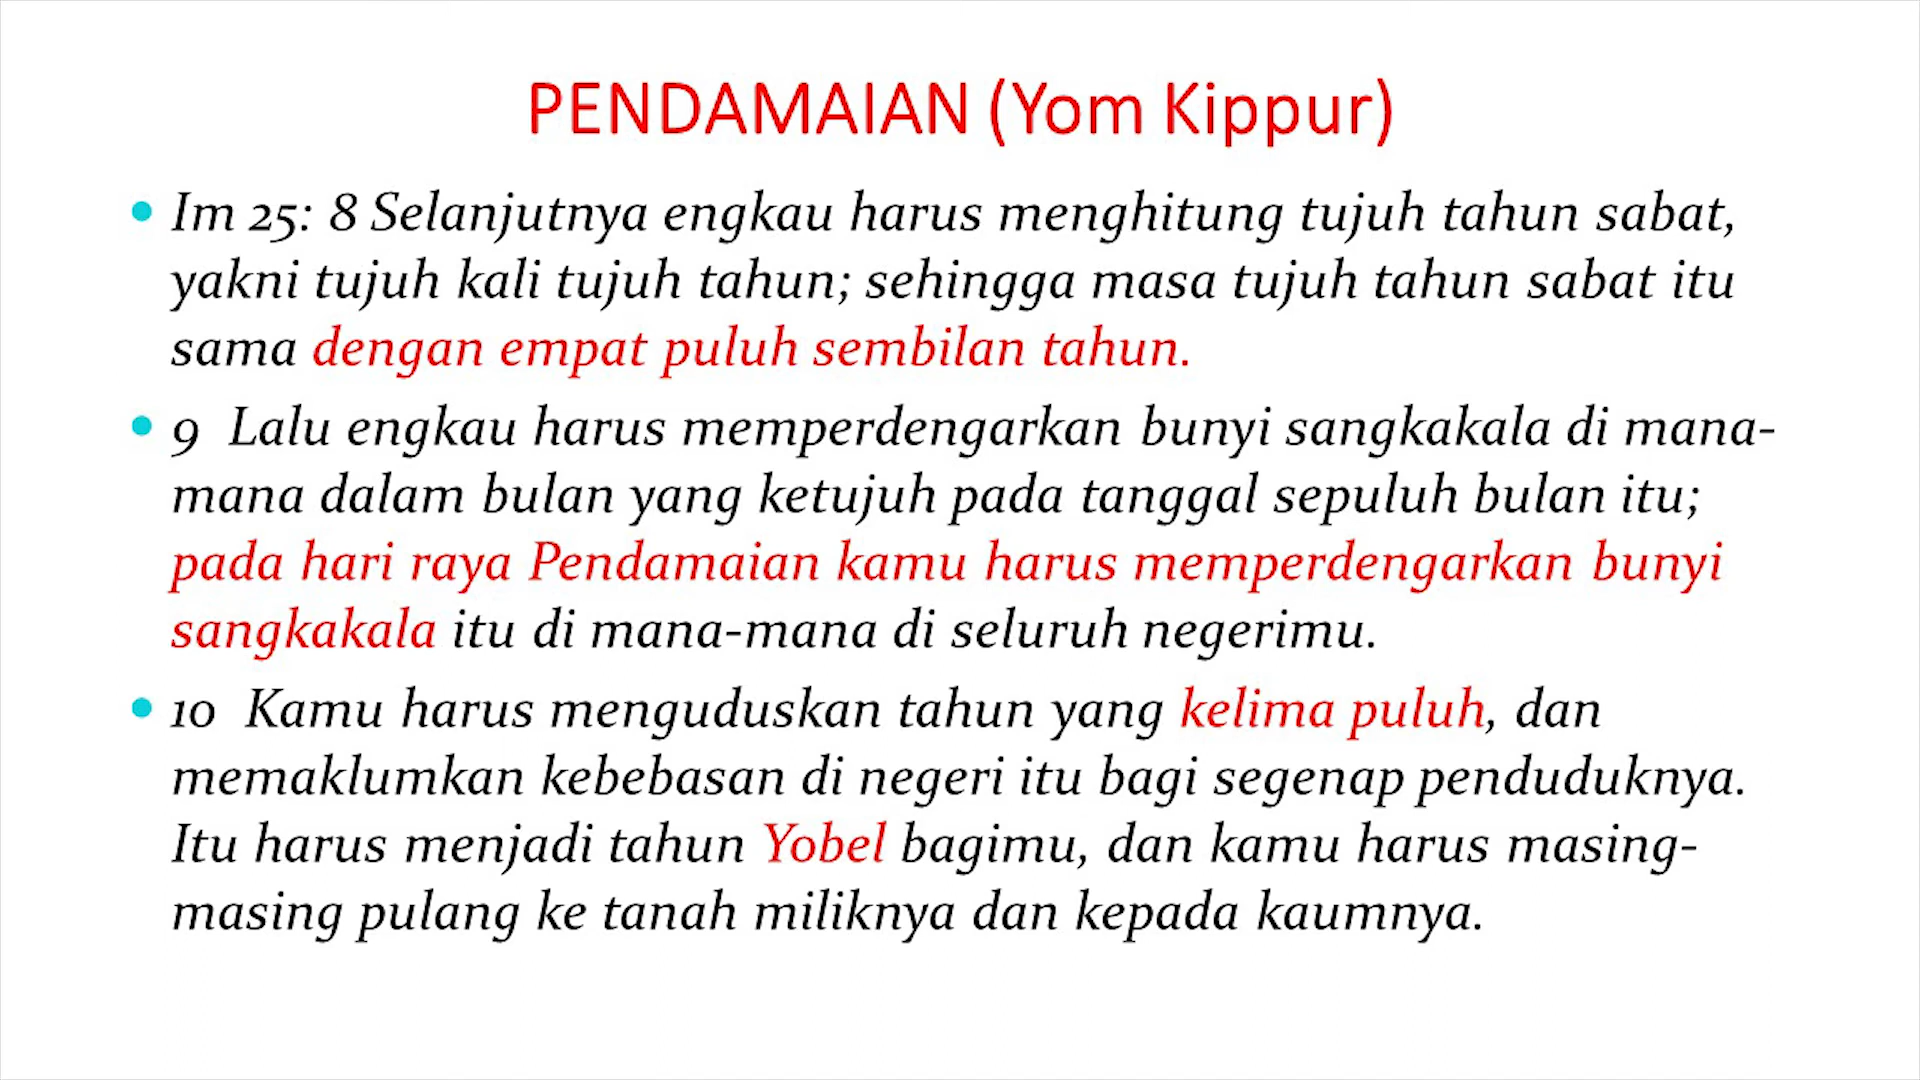 PENDAMAIAN (Yom Kippur)
• Im 25: 8 Selanjutnya engkau harus menghitung tujuh tahun sabat,
yakni tujuh kali tujuh tahun; sehingga masa tujuh tahun sabat itu
sama dengan empat puluh sembilan tahun.
• 9 Lalu engkau harus memperdengarkan bunyi sangkakala di mana-
mana dalam bulan yang ketujuh pada tanggal sepuluh bulan itu;
pada hari raya Pendamaian kamu harus memperdengarkan bunyi
sangkakala itu di mana-mana di seluruh negerimu.
• 10 Kamu harus menguduskan tahun yang kelima puluh, dan
memaklumkan kebebasan di negeri itu bagi segenap penduduknya.
Itu harus menjadi tahun Yobel bagimu, dan kamu harus masing-
masing pulang ke tanah miliknya dan kepada kaumnya.